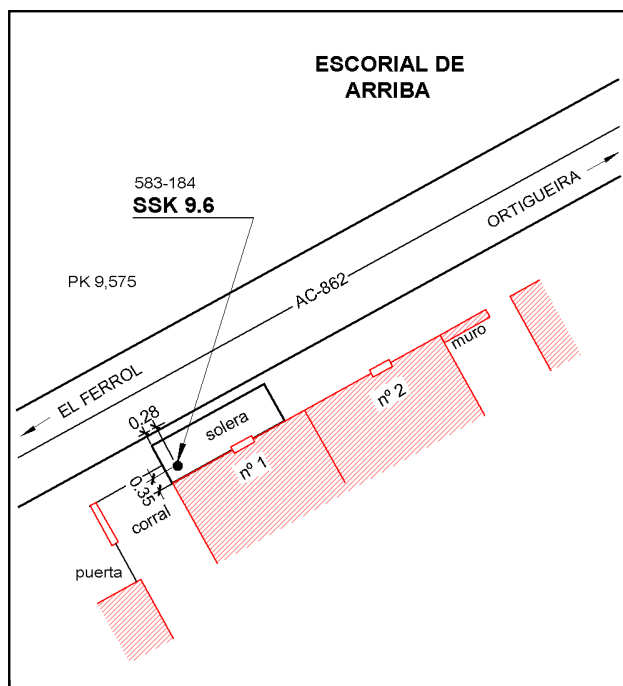 ESCORIAL DE
ARRIBA
583-184
SSK 9.6
ORTIGUEIRA
PK 9,575
AC-862
muro
EL FERROL
nº 2
0.28
solera
nº 1
0.35
corral
puerta